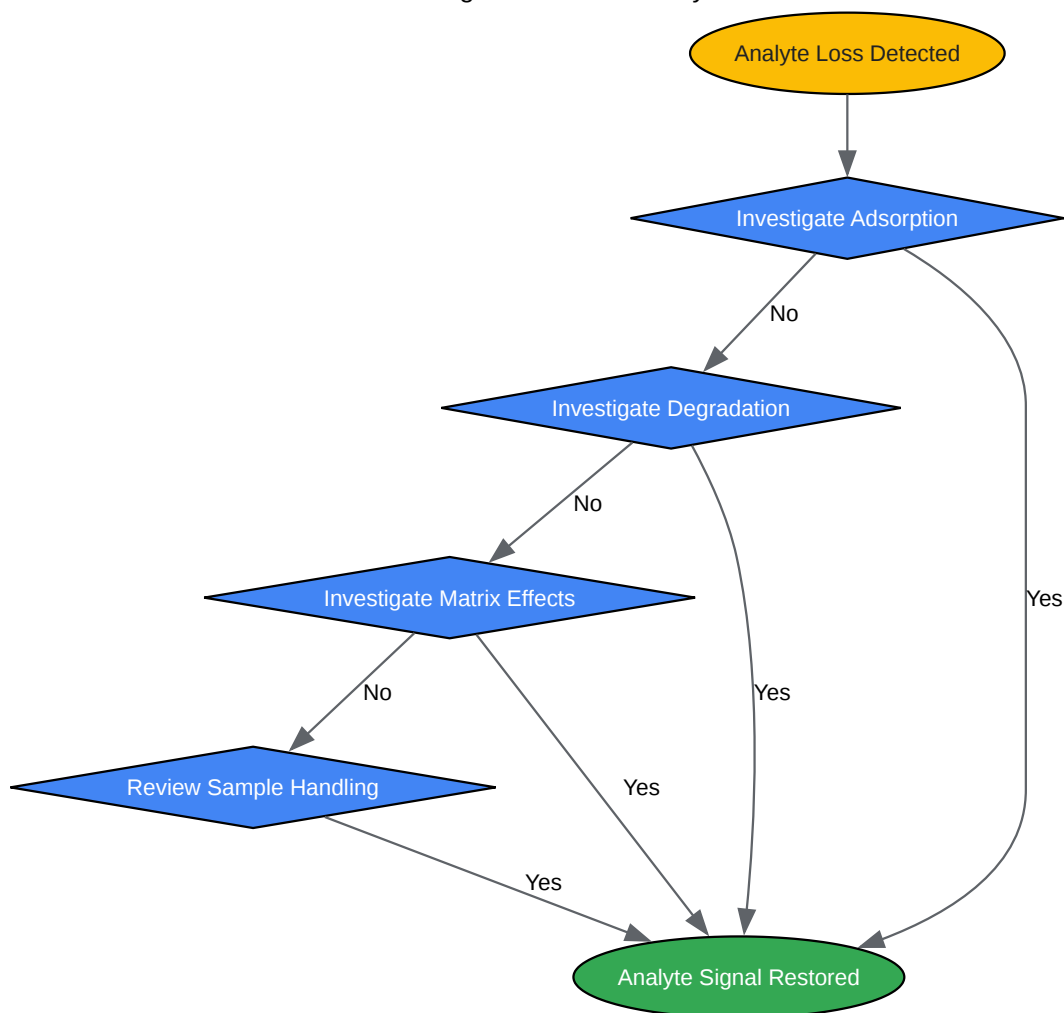 Analyte Loss Detected
Investigate Adsorption
No
Investigate Degradation
No
Investigate Matrix Effects
Yes
No
Yes
Review Sample Handling
Yes
Yes
Analyte Signal Restored